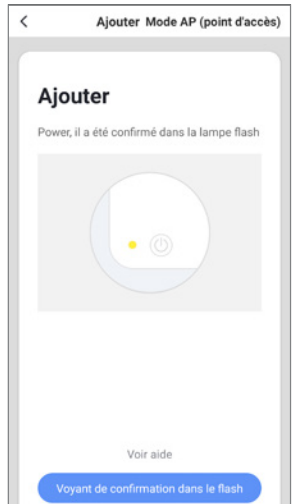 Ajouter Mode AP (point d'accès)
Ajouter
Power, il a été confirmé dans la lampe flash
Voir aide
Voyant de confirmation dans le flash